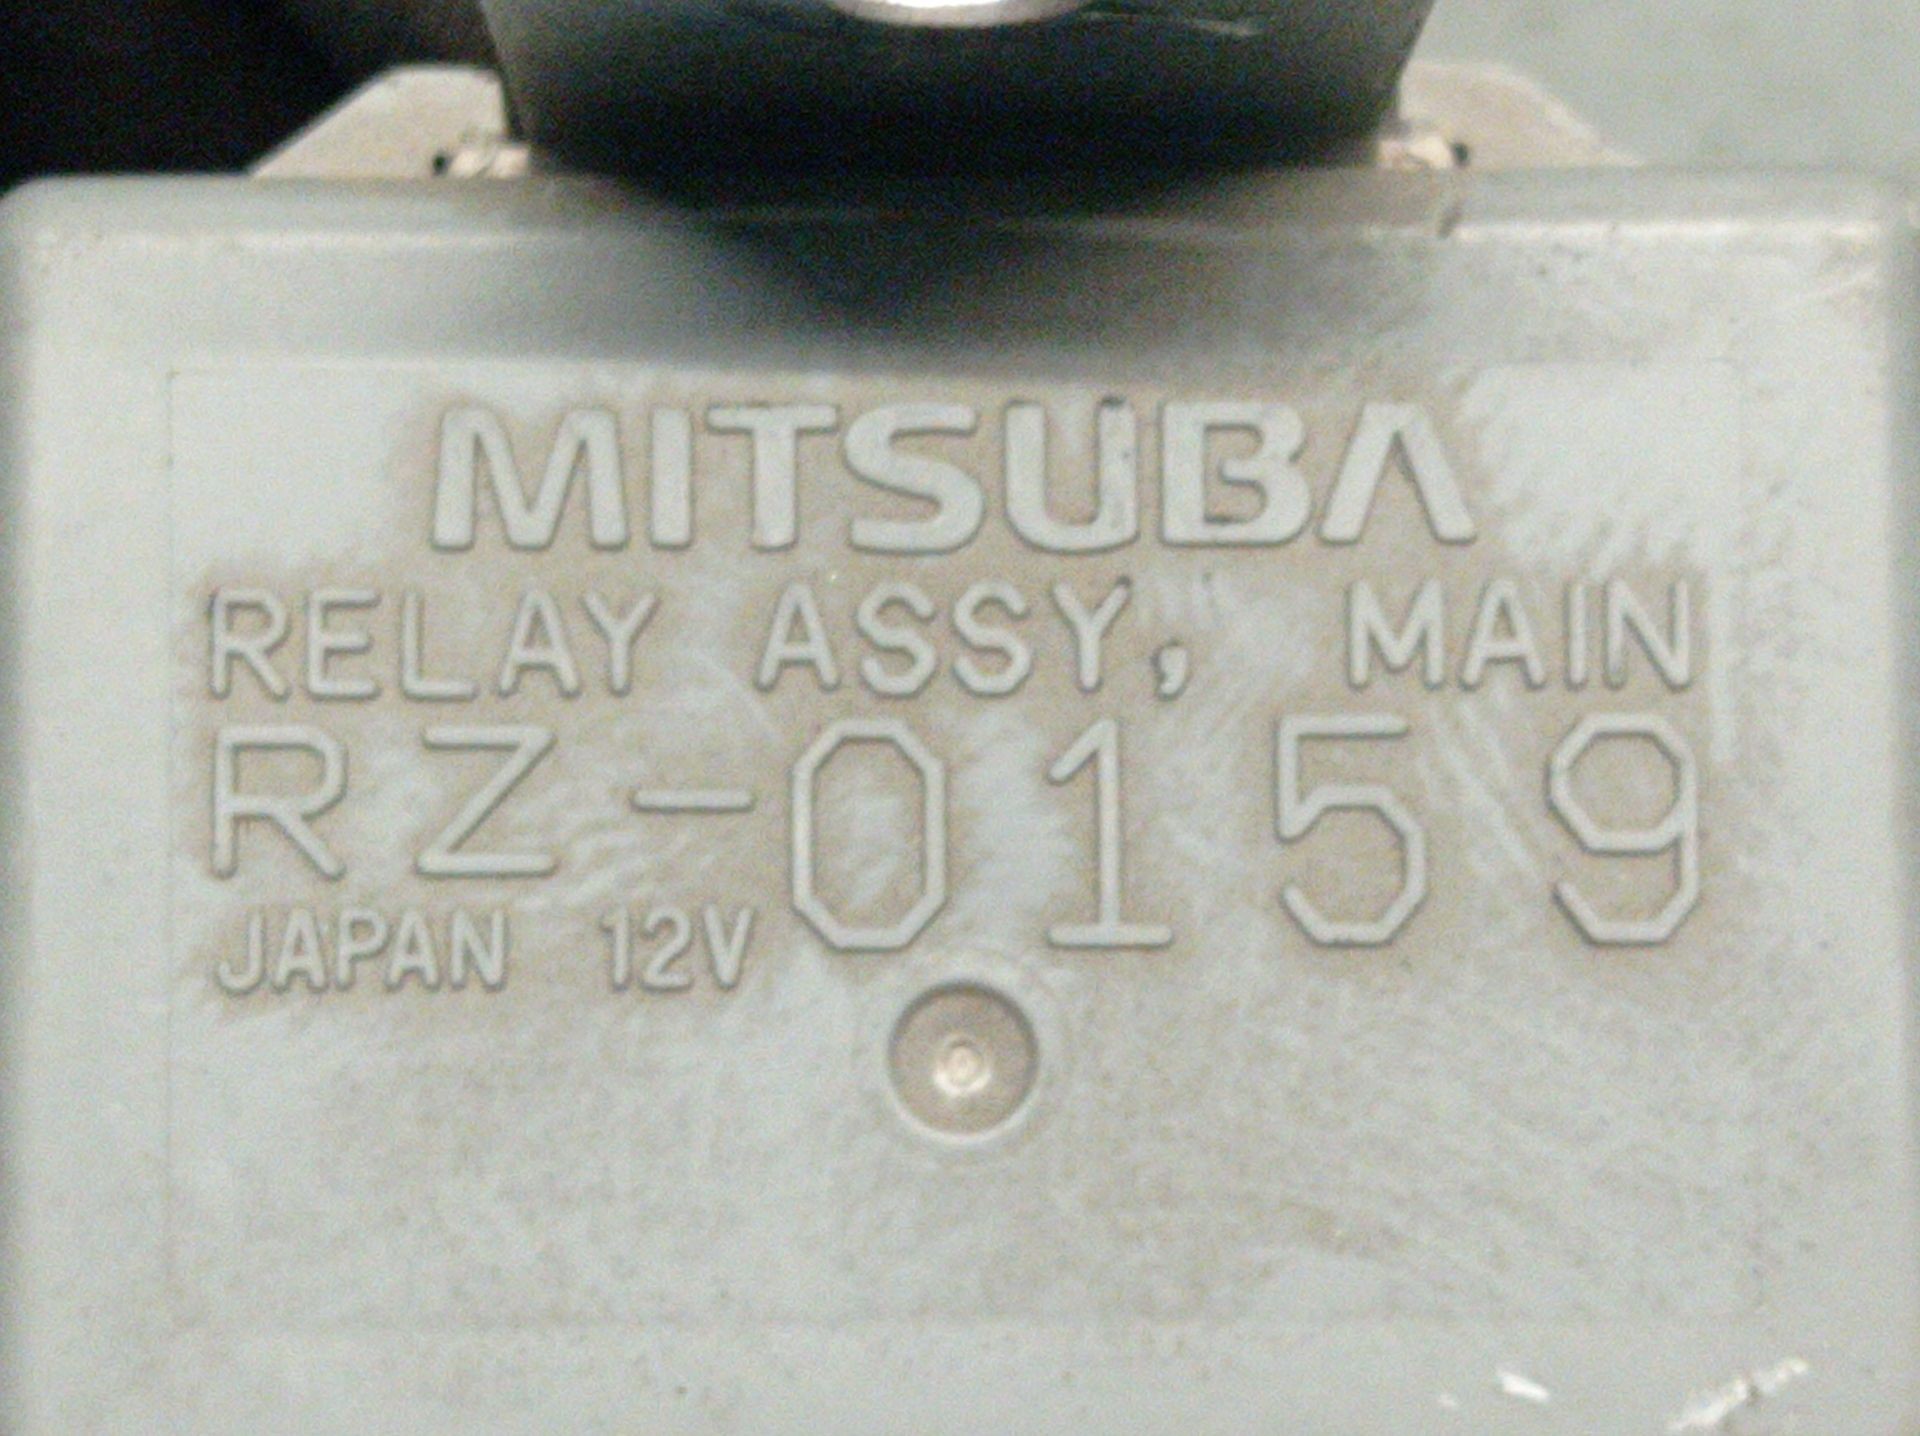 MITSUBA
RELAY ASSY, MAIN
RZ-0159
JAPAN 12V